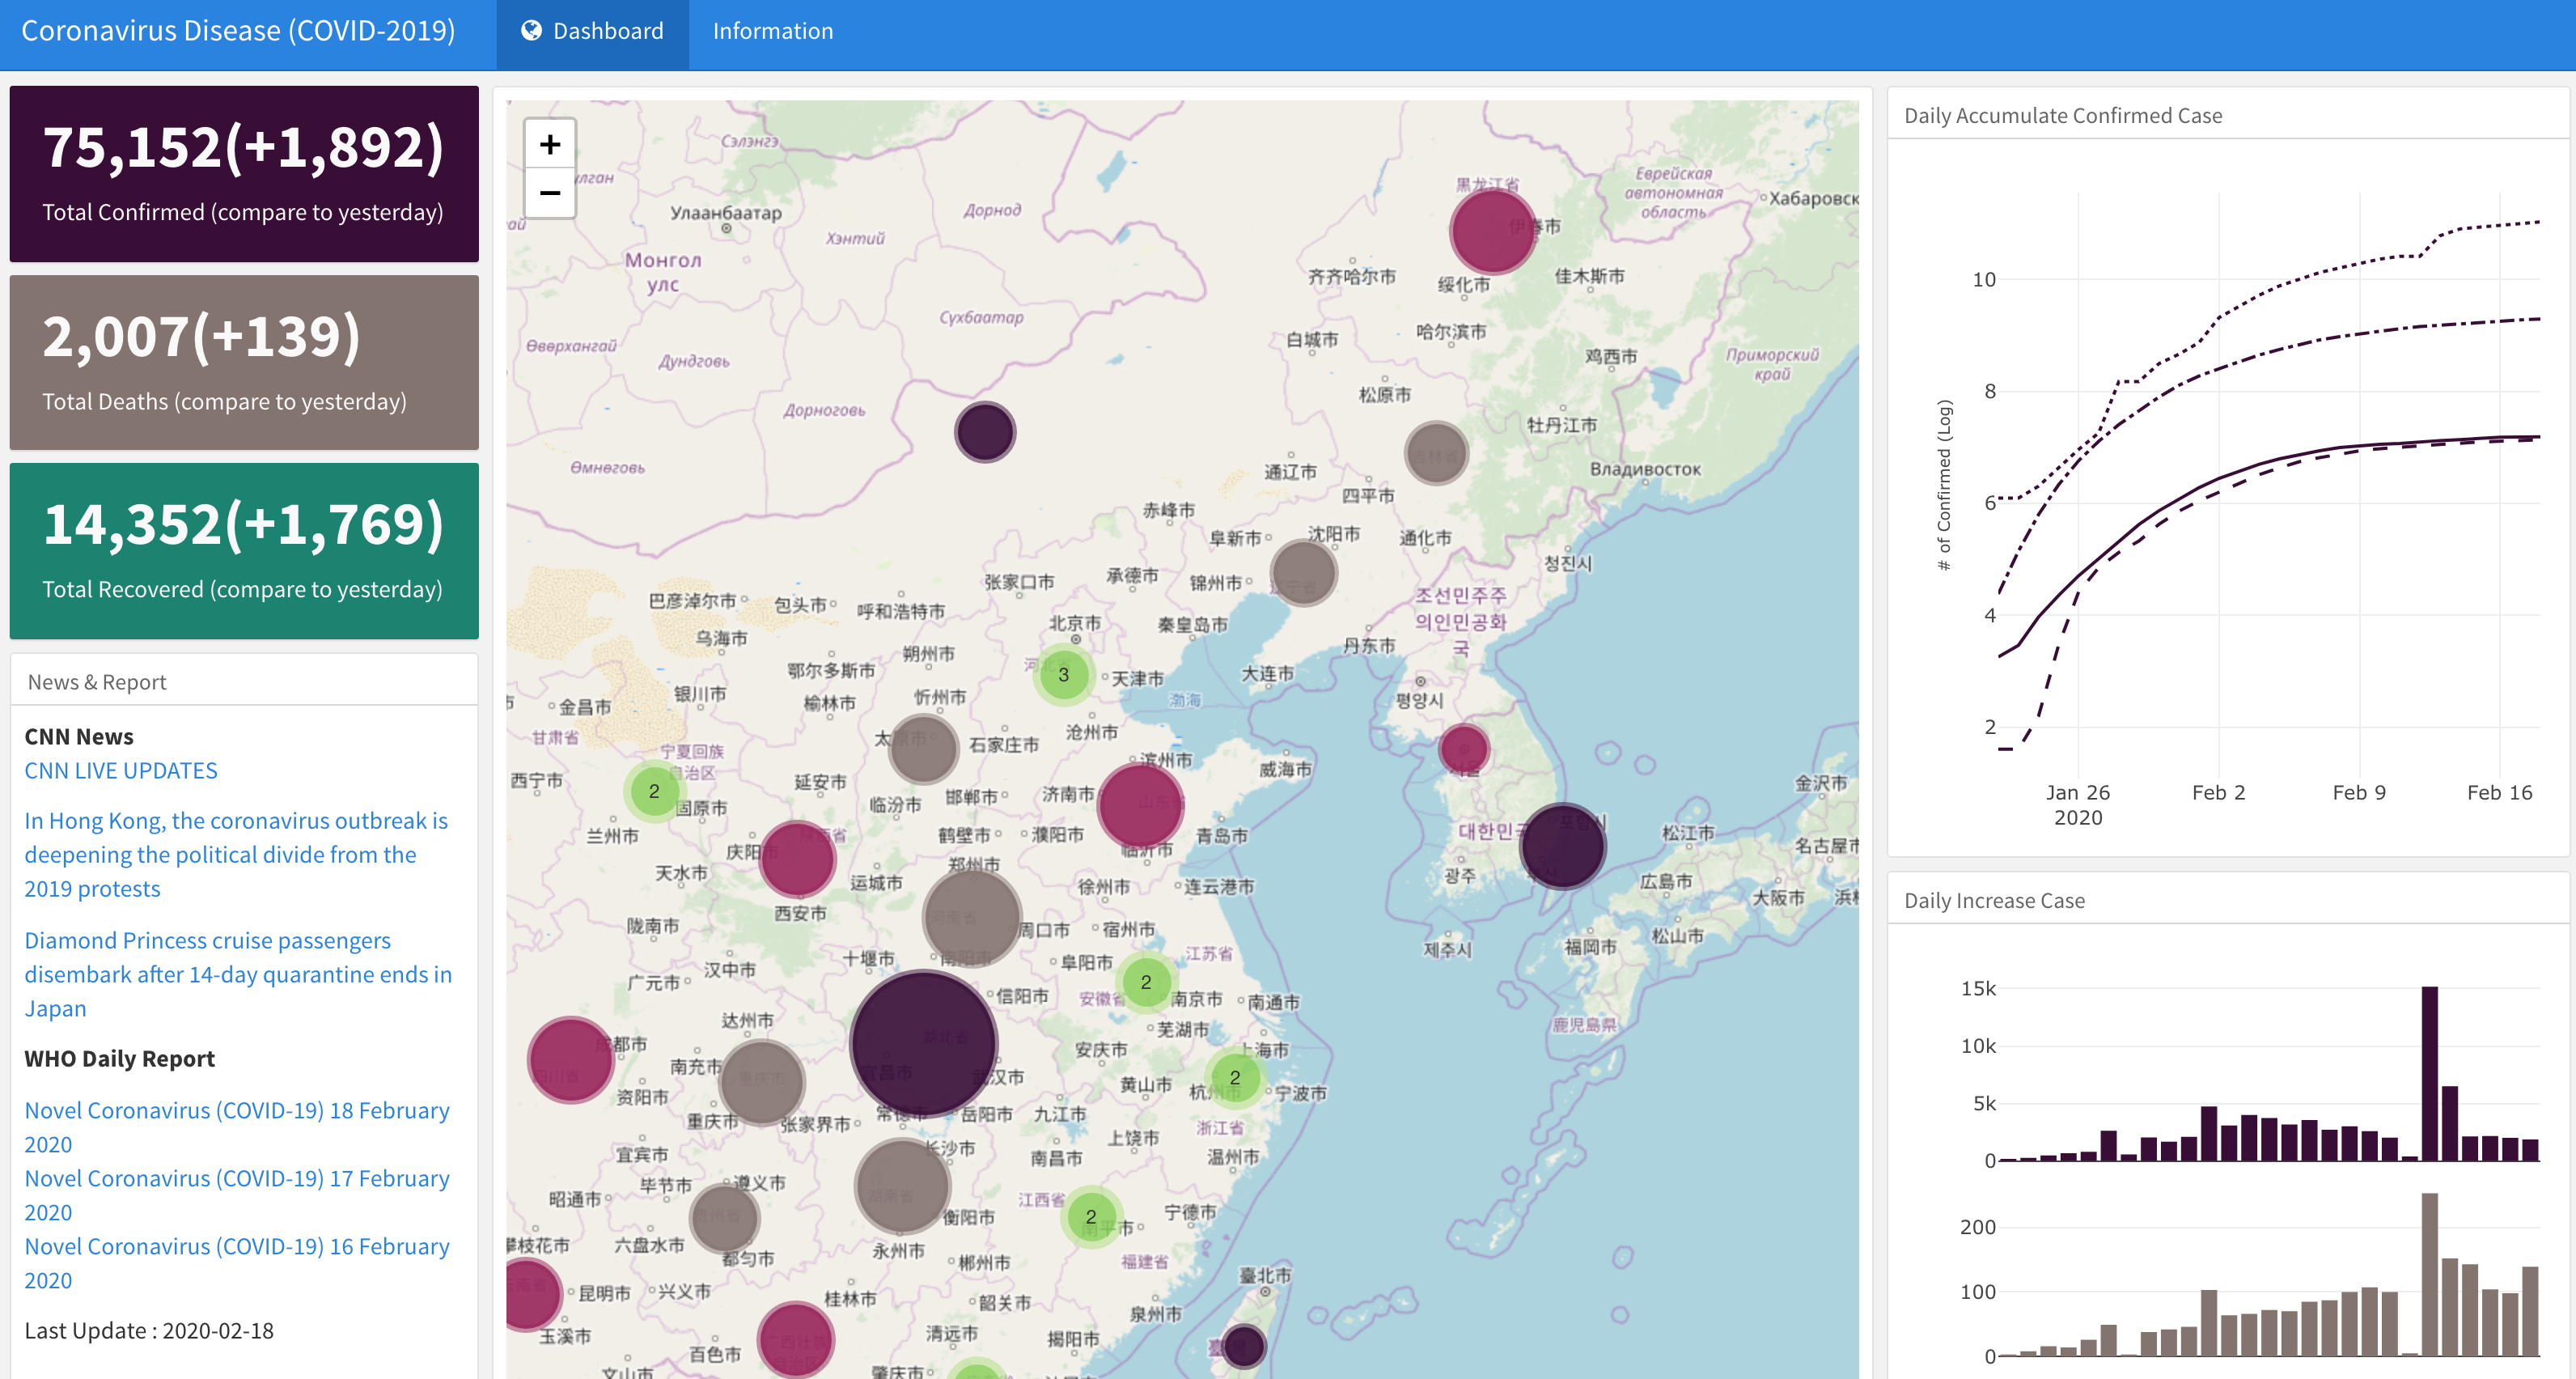 Coronavirus Disease (COVID-2019)
Dashboard
Information
75,152(+1,892)
Total Confirmed (compare to yesterday)
2,007(+139)
Total Deaths (compare to yesterday)
14,352(+1,769)
Total Recovered (compare to yesterday)
News & Report
CNN News
CNN LIVE UPDATES
In Hong Kong, the coronavirus outbreak is
deepening the political divide from the
2019 protests
Diamond Princess cruise passengers
disembark after 14-day quarantine ends in
Japan
WHO Daily Report
Novel Coronavirus (COVID-19) 18 February
2020
Novel Coronavirus (COVID-19) 17 February
2020
Novel Coronavirus (COVID-19) 16 February
2020
Last Update : 2020-02-18
+
−
Сэлэнгэ
Улаанбаатар
Дорнод
Хэнтий
Монгол
улс
Сүхбаатар
Өвөрхангай
Дундговь
Дорноговь
Өмнөговь
黑龙江省
伊春市
Еврейская
автономная
область
Хабаровск
齐齐哈尔市
绥化市
佳木斯市
白城市
哈尔滨市
鸡西市
Приморский
край
松原市
牡丹江市
通辽市
吉林省
Владивосток
四平市
赤峰市
阜新市
沈阳市
通化市
청진시
张家口市
承德市
锦州市
辽宁省
조선민주주
의인민공화
국
巴彦淖尔市
包头市
呼和浩特市
北京市
秦皇岛市
乌海市
丹东市
鄂尔多斯市
朔州市
3
天津市
大连市
银川市
榆林市
忻州市
渤海
평양시
金昌市
沧州市
甘肃省
宁夏回族
自治区
太原市
石家庄市
滨州市
威海市
西宁市
延安市
金沢市
2
固原市
临汾市
邯郸市
济南市
山东省
兰州市
庆阳市
鹤壁市
濮阳市
临沂市
青岛市
대한민국
포항시
松江市
名古屋市
天水市
郑州市
运城市
徐州市
连云港市
광주
広島市
大阪市
西安市
河南省
陇南市
周口市
宿州市
江苏省
제주시
福岡市
松山市
汉中市
十堰市
南阳市
阜阳市
广元市
信阳市
安徽省
2
南京市
南通市
达州市
芜湖市
鹿児島県
成都市
湖北省
安庆市
上海市
四川省
南充市
重庆市
宜昌市
武汉市
黄山市
杭州市
2
宁波市
资阳市
重庆市
张家界市
常德市
岳阳市
九江市
浙江省
宜宾市
长沙市
南昌市
上饶市
温州市
昭通市
毕节市
遵义市
湖南省
江西省
2
贵州省
衡阳市
南平市
宁德市
攀枝花市
六盘水市
都匀市
永州市
郴州市
福建省
昆明市
兴义市
桂林市
韶关市
臺北市
泉州市
玉溪市
百色市
广西壮族
自治区
清远市
揭阳市
文山市
肇庆市
Daily Accumulate Confirmed Case
# of Confirmed (Log)
10
8
6
4
2
Jan 26
2020
Feb 2
Feb 9
Feb 16
Daily Increase Case
15k
10k
5k
0
200
100
0